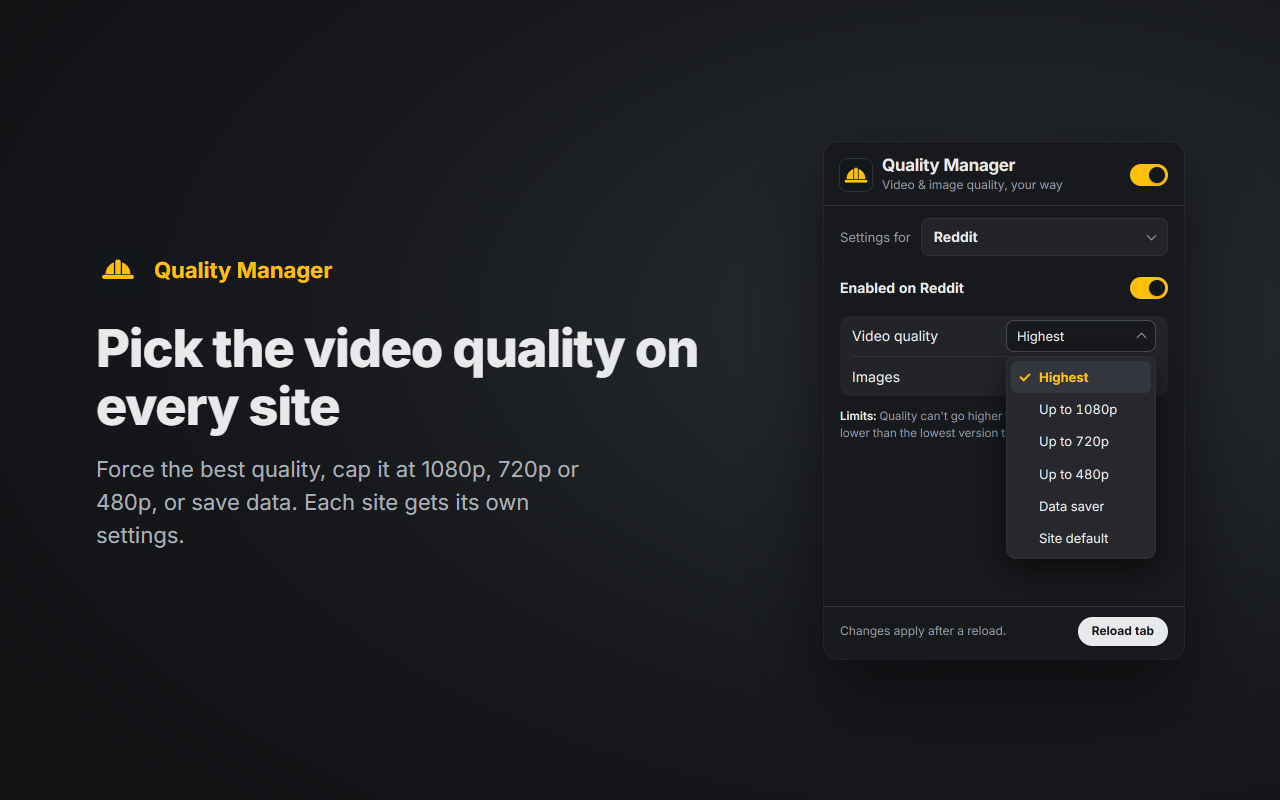 Quality Manager
Pick the video quality on
every site
Force the best quality, cap it at 1080p, 720p or
480p, or save data. Each site gets its own
settings.
Quality Manager
Video & image quality, your way
Settings for
Reddit
Enabled on Reddit
Video quality
Highest
Images
Highest
Up to 1080p
Up to 720p
Up to 480p
Data saver
Site default
Limits: Quality can't go higher
lower than the lowest version
Changes apply after a reload.
Reload tab